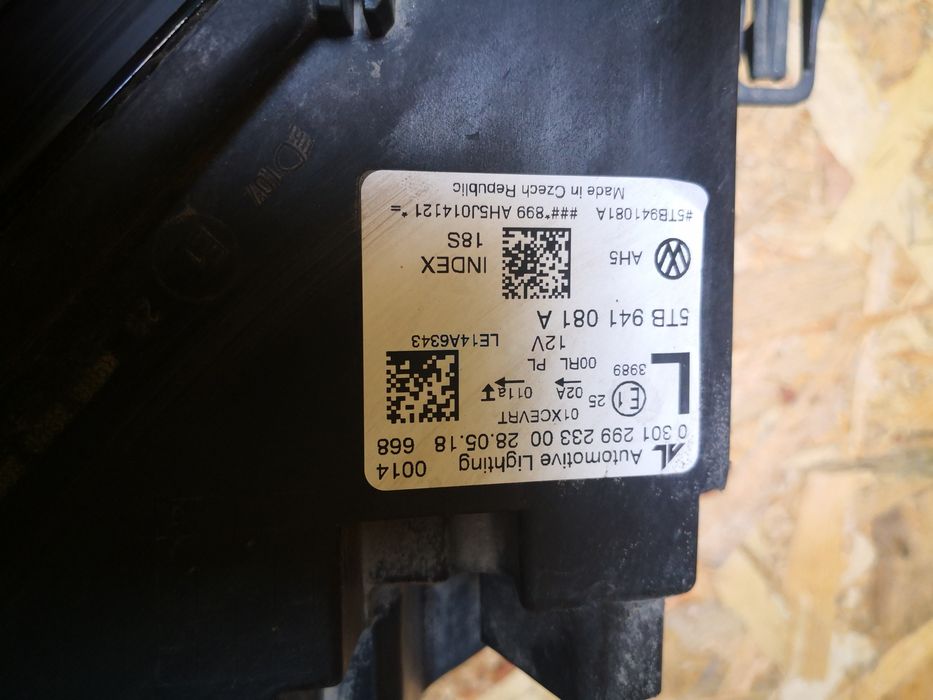 AL Automotive Lighting 0014
0 301 299 233 00 28.05.18 668
L E1 25 01XCEVRT
02A 011a
3989 00RL PL
12V LE14A6343
5TB 941 081 A
AH5 INDEX
18S
#5TB941081A ###*899 AH5J014121 *=
Made in Czech Republic